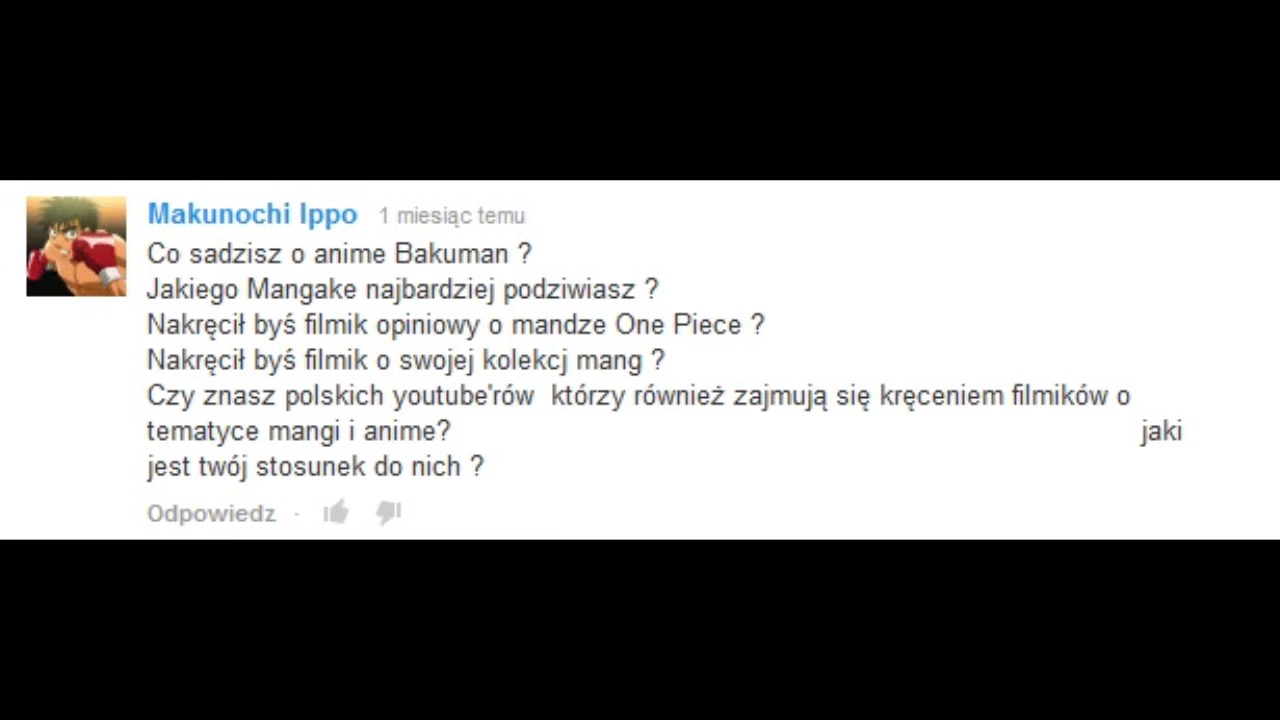 Makunochi Ippo 1 miesiąc temu
Co sadzisz o anime Bakuman ?
Jakiego Mangake najbardziej podziwiasz ?
Nakręcił byś filmik opiniowy o mandze One Piece ?
Nakręcił byś filmik o swojej kolekcj mang ?
Czy znasz polskich youtube'rów  którzy również zajmują się kręceniem filmików o
tematyce mangi i anime? jaki
jest twój stosunek do nich ?
Odpowiedz ·